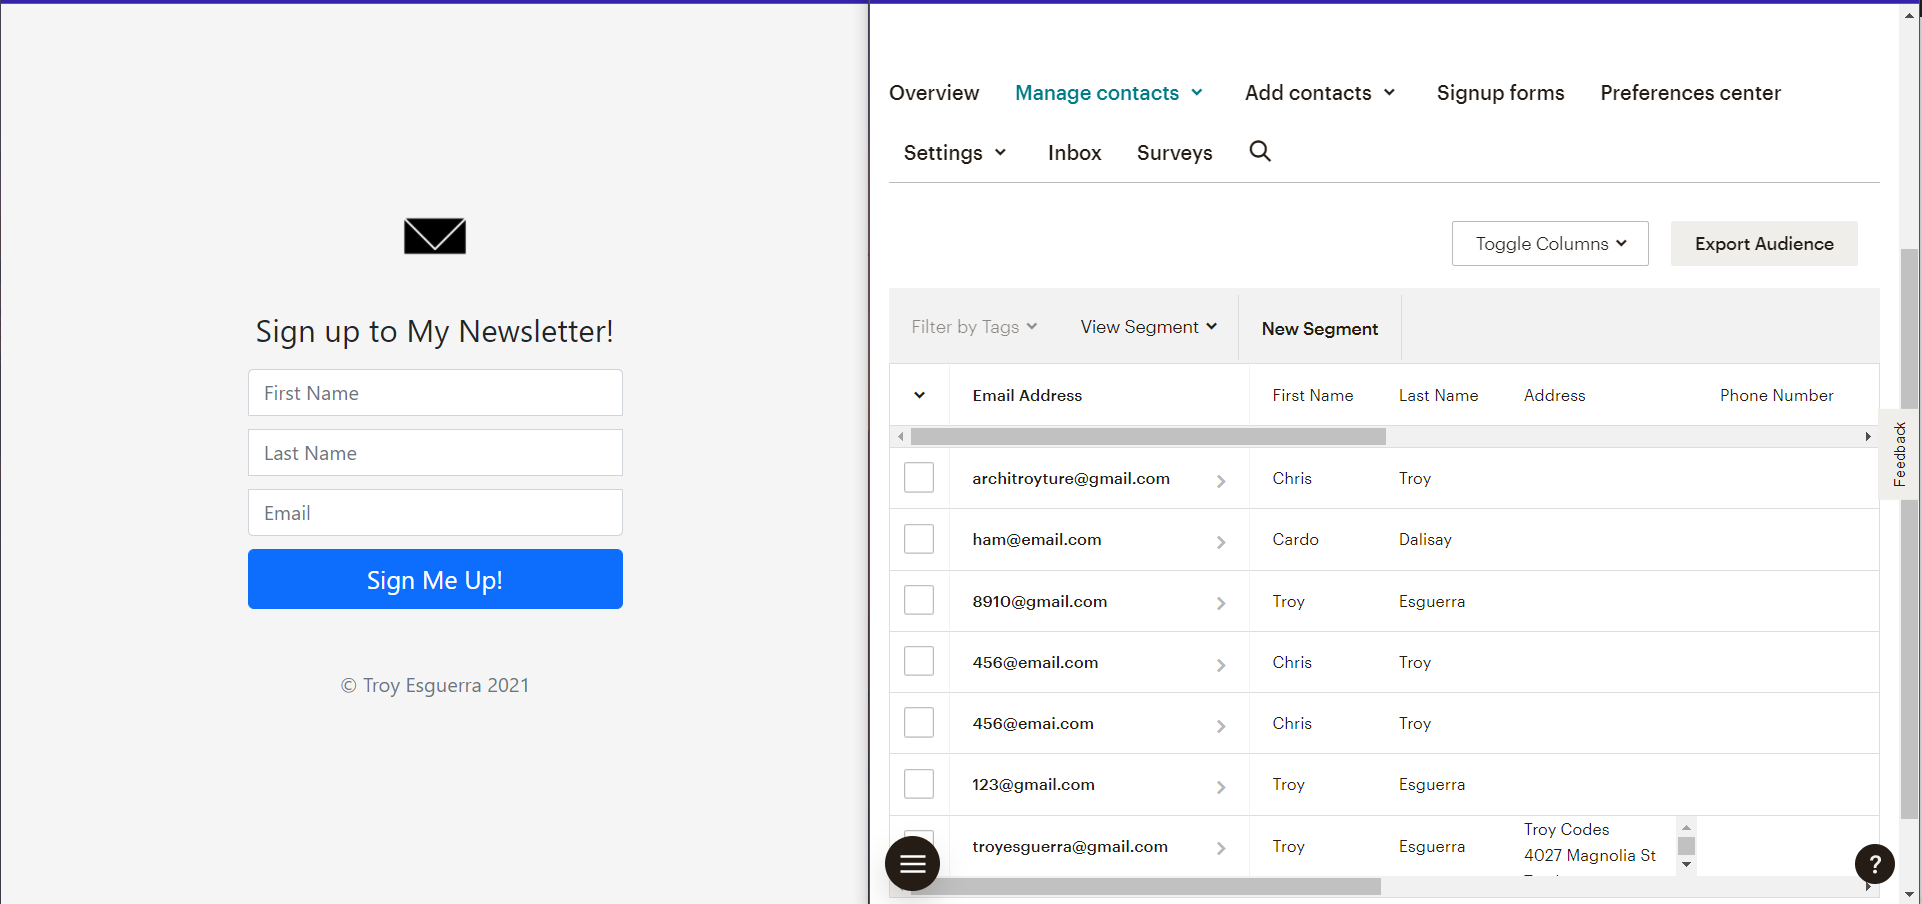 Sign up to My Newsletter!
First Name
Last Name
Email
Sign Me Up!
© Troy Esguerra 2021
Overview Manage contacts Add contacts Signup forms Preferences center
Settings Inbox Surveys
Toggle Columns Export Audience
Filter by Tags View Segment New Segment
Email Address First Name Last Name Address Phone Number
architroyture@gmail.com Chris Troy
ham@email.com Cardo Dalisay
8910@gmail.com Troy Esguerra
456@email.com Chris Troy
456@emai.com Chris Troy
123@gmail.com Troy Esguerra
troyesguerra@gmail.com Troy Esguerra Troy Codes
4027 Magnolia St
Feedback
?